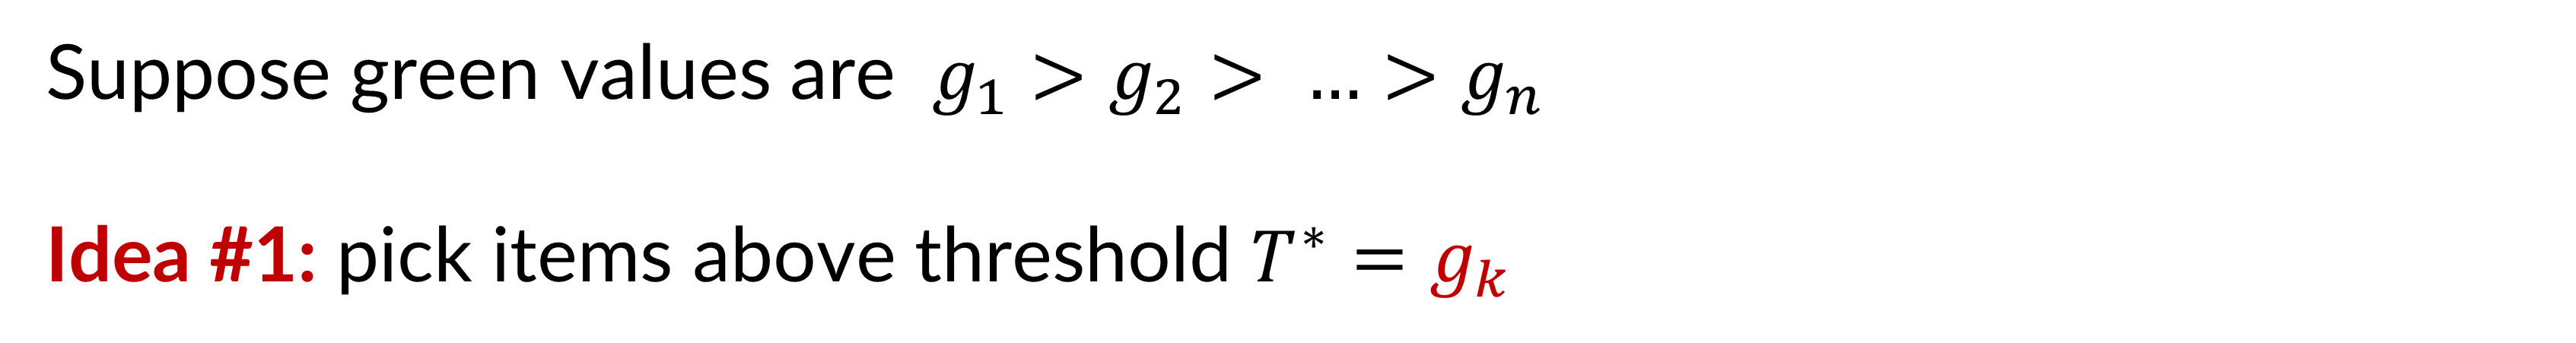 Suppose green values are g₁ > g₂ > ... > gₙ
Idea #1: pick items above threshold T* = gₖ